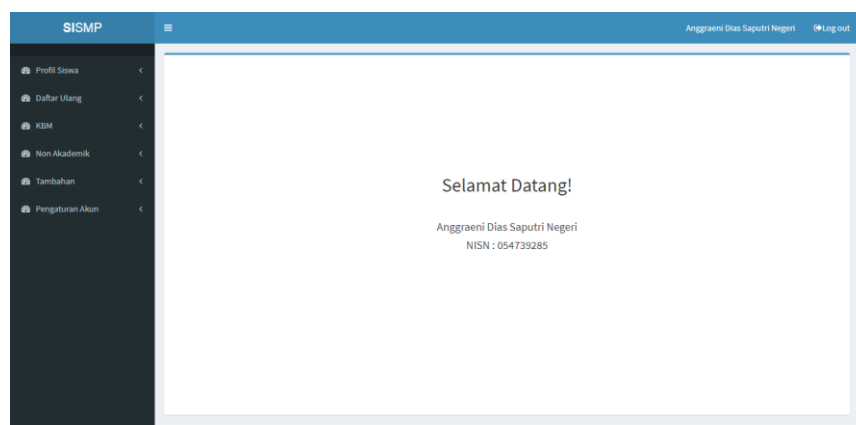 SISMP
Anggraeni Dias Saputri Negeri
Log out
Profil Siswa
Daftar Ulang
KBM
Non Akademik
Tambahan
Pengaturan Akun
Selamat Datang!
Anggraeni Dias Saputri Negeri
NISN : 054739285